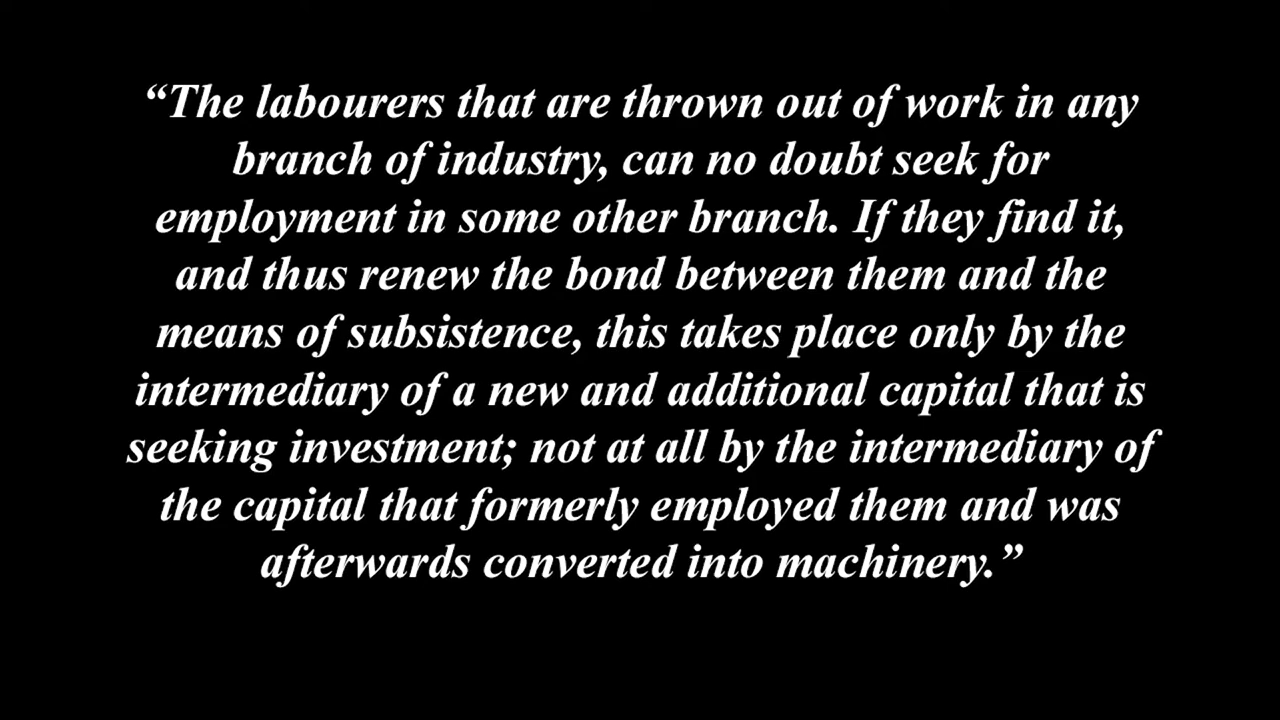 “The labourers that are thrown out of work in any
branch of industry, can no doubt seek for
employment in some other branch. If they find it,
and thus renew the bond between them and the
means of subsistence, this takes place only by the
intermediary of a new and additional capital that is
seeking investment; not at all by the intermediary of
the capital that formerly employed them and was
afterwards converted into machinery.”